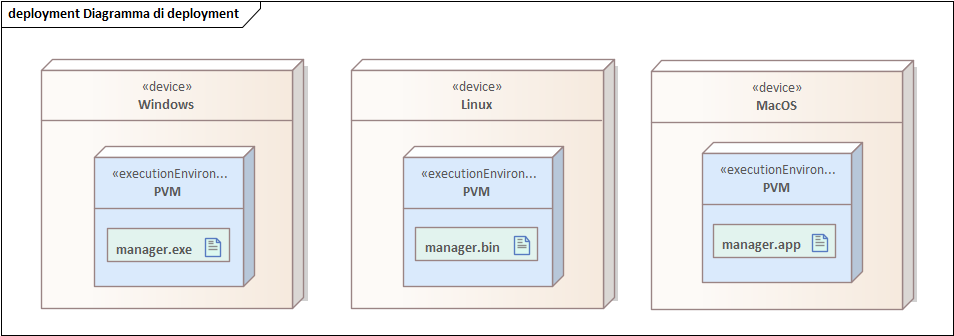 deployment Diagramma di deployment
«device»
Windows
«executionEnviron...
PVM
manager.exe
«device»
Linux
«executionEnviron...
PVM
manager.bin
«device»
MacOS
«executionEnviron...
PVM
manager.app